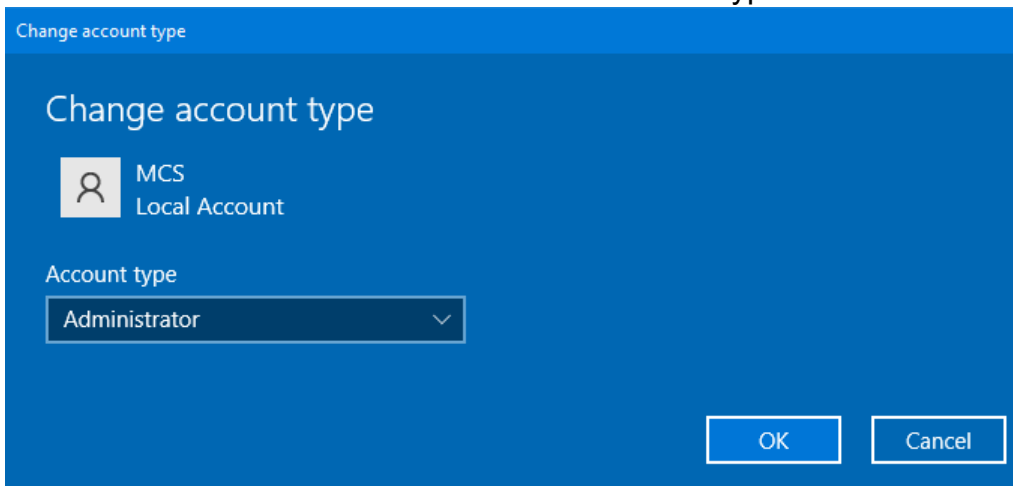 Change account type
Change account type
MCS
Local Account
Account type
Administrator
OK
Cancel